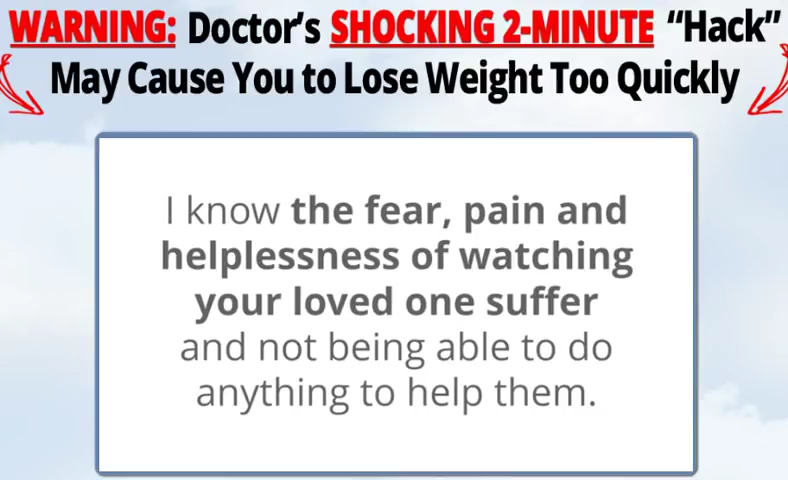 WARNING: Doctor's SHOCKING 2-MINUTE “Hack”
May Cause You to Lose Weight Too Quickly
I know the fear, pain and
helplessness of watching
your loved one suffer
and not being able to do
anything to help them.